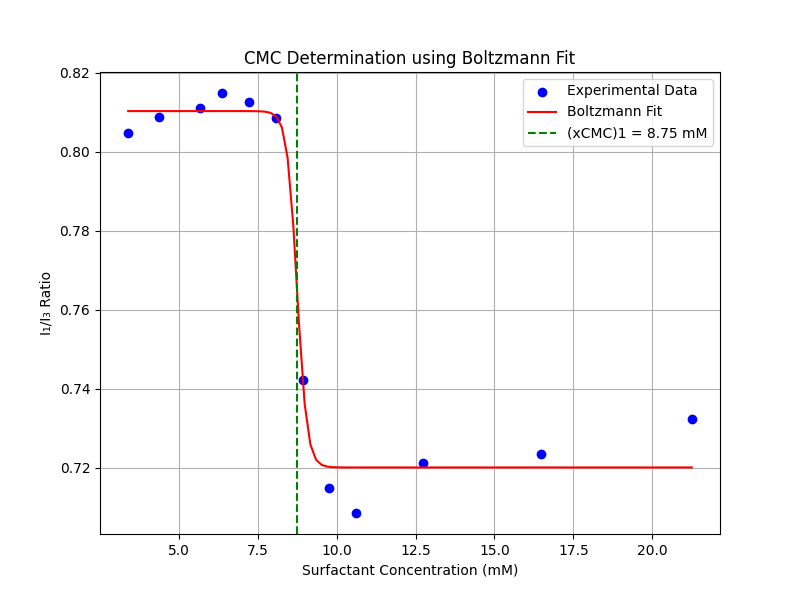 CMC Determination using Boltzmann Fit
Experimental Data
Boltzmann Fit
(xCMC)1 = 8.75 mM
I₁/I₃ Ratio
0.82
0.80
0.78
0.76
0.74
0.72
5.0 7.5 10.0 12.5 15.0 17.5 20.0
Surfactant Concentration (mM)